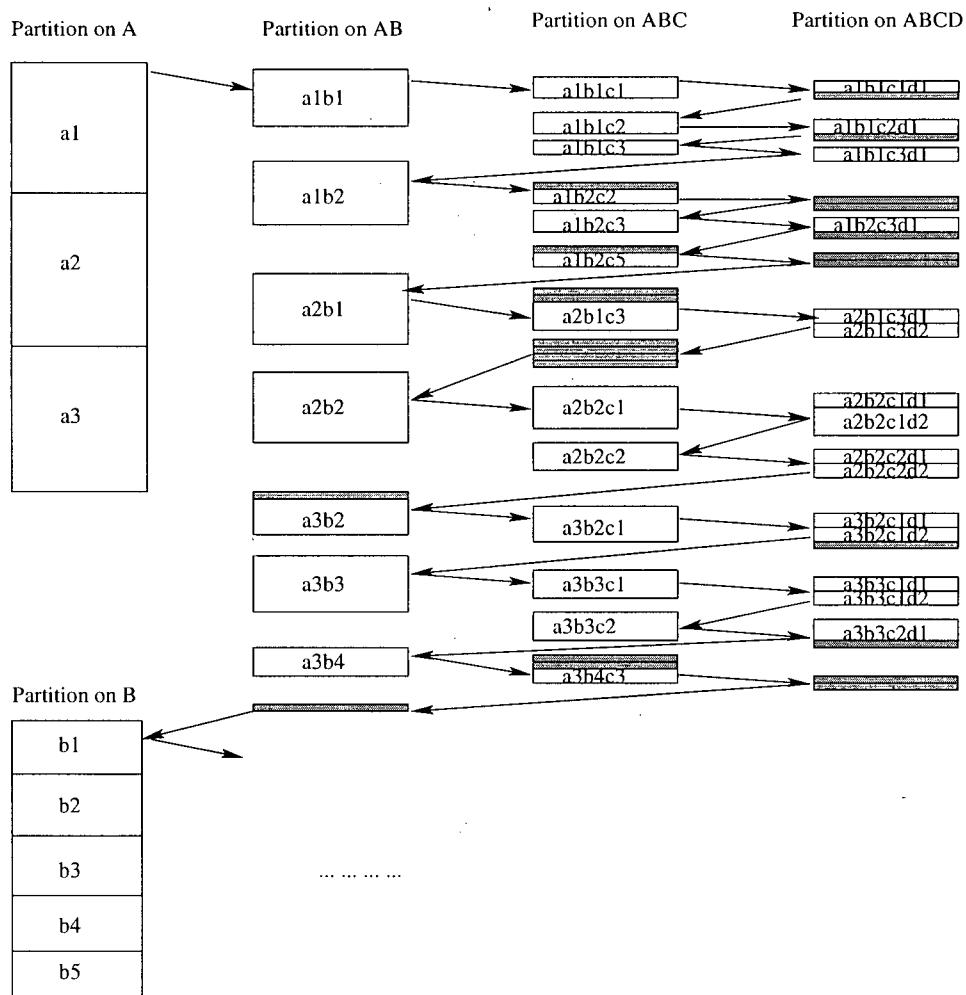 Partition on A
Partition on AB
Partition on ABC
Partition on ABCD
a1
a2
a3
a1b1
a1b2
a2b1
a2b2
a3b2
a3b3
a3b4
a1b1c1
a1b1c2
a1b1c3
a1b2c2
a1b2c3
a1b2c5
a2b1c3
a2b2c1
a2b2c2
a3b2c1
a3b3c1
a3b3c2
a3b4c3
a1b1c1d1
a1b1c2d1
a1b1c3d1
a1b2c3d1
a2b1c3d1
a2b1c3d2
a2b2c1d1
a2b2c1d2
a2b2c2d1
a2b2c2d2
a3b2c1d1
a3b2c1d2
a3b3c1d1
a3b3c1d2
a3b3c2d1
Partition on B
b1
b2
b3
b4
b5
... ... ... ...